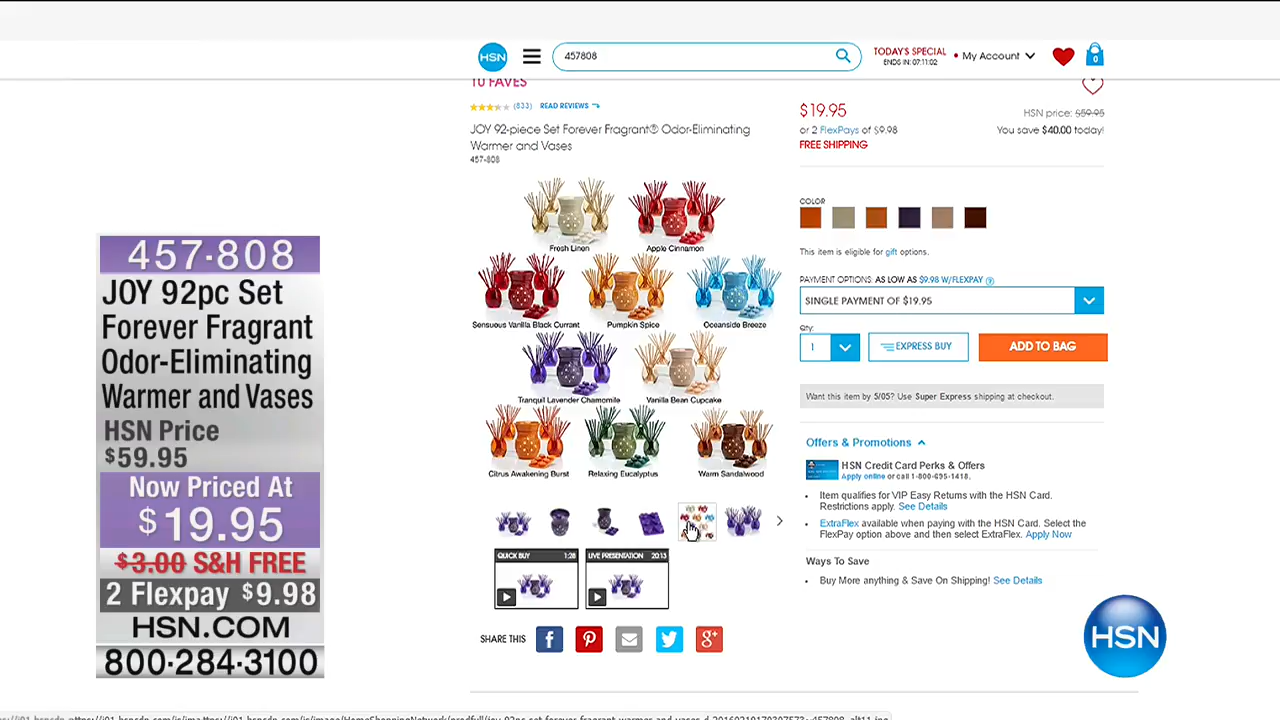 HSN
457808
TODAY'S SPECIAL
ENDS IN: 07:11:02
My Account
0
10 FAVES
(833) READ REVIEWS
JOY 92-piece Set Forever Fragrant® Odor-Eliminating
Warmer and Vases
457-808
$19.95
HSN price: $59.95
or 2 FlexPays of $9.98
You save $40.00 today!
FREE SHIPPING
Fresh Linen
Apple Cinnamon
Sensuous Vanilla Black Currant
Pumpkin Spice
Oceanside Breeze
Tranquil Lavender Chamomile
Vanilla Bean Cupcake
Citrus Awakening Burst
Relaxing Eucalyptus
Warm Sandalwood
QUICK BUY 1:28
LIVE PRESENTATION 20:13
SHARE THIS
COLOR
This item is eligible for gift options.
PAYMENT OPTIONS: AS LOW AS $9.98 W/FLEXPAY
SINGLE PAYMENT OF $19.95
Qty:
1
EXPRESS BUY
ADD TO BAG
Want this item by 5/05? Use Super Express shipping at checkout.
Offers & Promotions
HSN Credit Card Perks & Offers
Apply online or call 1-800-695-1418.
• Item qualifies for VIP Easy Returns with the HSN Card.
Restrictions apply. See Details
• ExtraFlex available when paying with the HSN Card. Select the
FlexPay option above and then select ExtraFlex. Apply Now
Ways To Save
• Buy More anything & Save On Shipping! See Details
457-808
JOY 92pc Set
Forever Fragrant
Odor-Eliminating
Warmer and Vases
HSN Price
$59.95
Now Priced At
$19.95
$3.00 S&H FREE
2 Flexpay $9.98
HSN.COM
800-284-3100
HSN